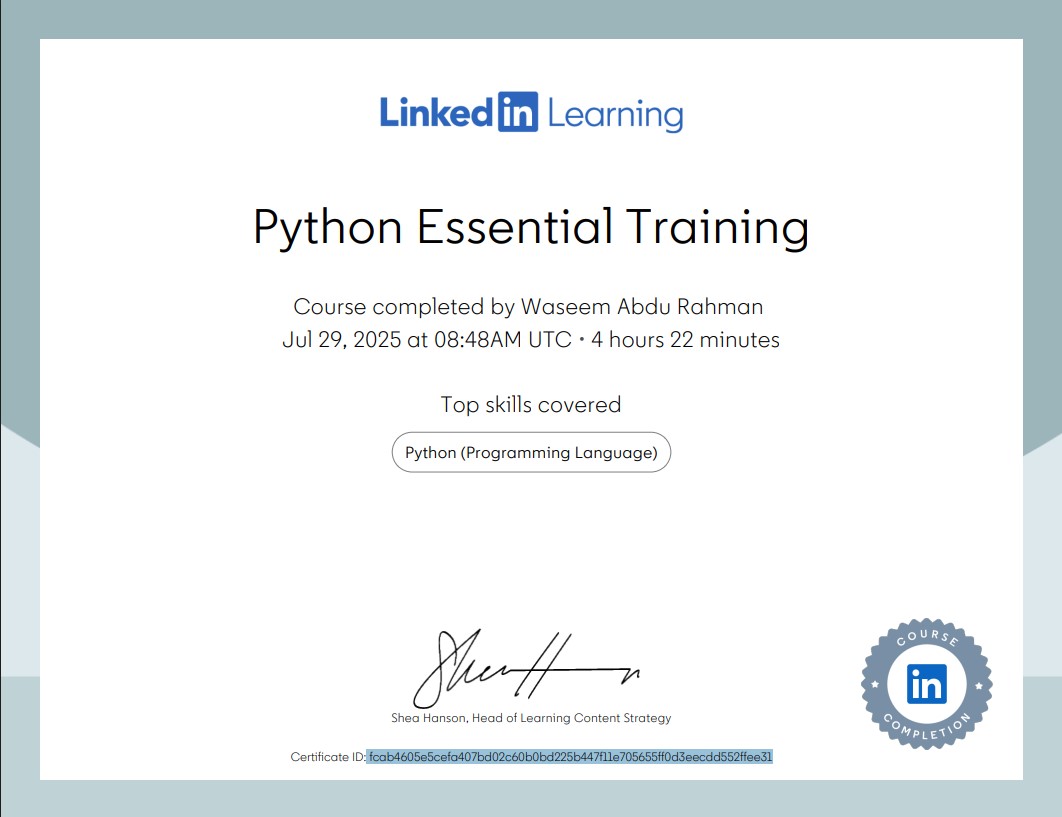 Linkedin Learning
Python Essential Training
Course completed by Waseem Abdu Rahman
Jul 29, 2025 at 08:48AM UTC • 4 hours 22 minutes
Top skills covered
Python (Programming Language)
Shea Hanson, Head of Learning Content Strategy
Certificate ID: fcab4605e5cefa407bd02c60b0bd225b447f11e705655ff0d3eecdd552ffee31
COURSE
in
COMPLETION